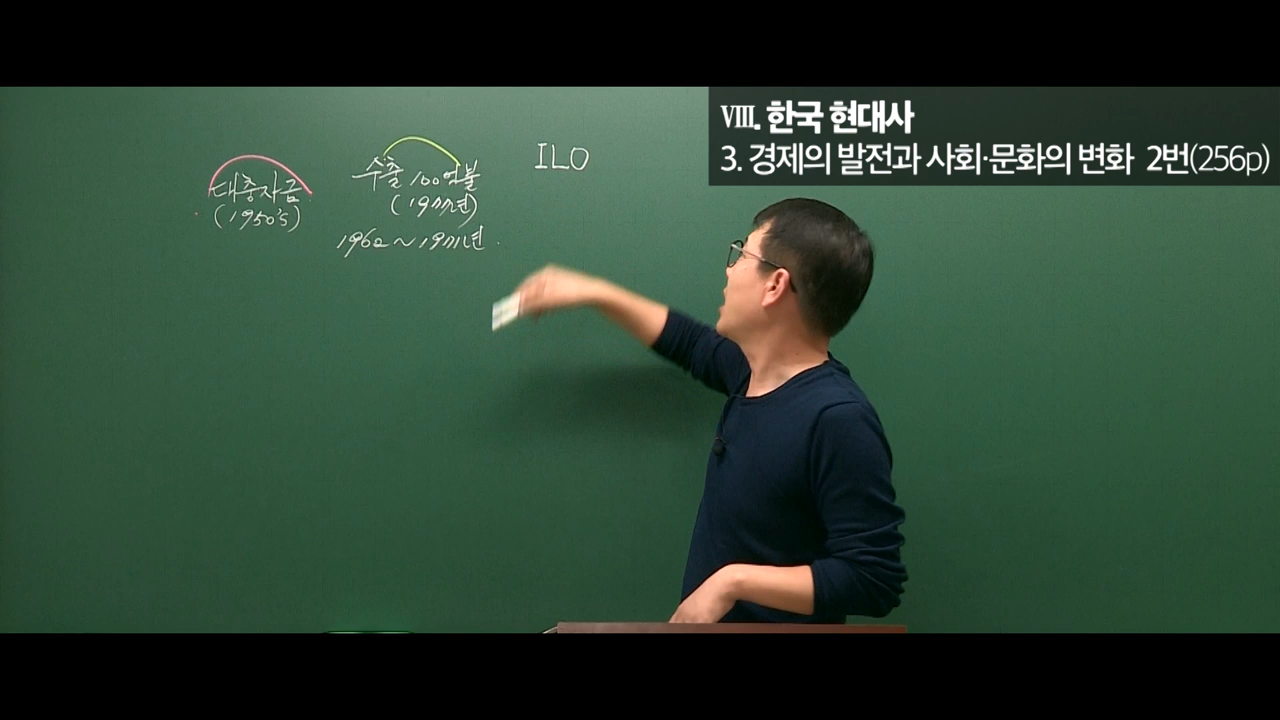 Ⅷ. 한국 현대사
3. 경제의 발전과 사회·문화의 변화 2번(256p)
대충자금
(1950's)
수출 100억불
(1977년)
1962~1971년
ILO